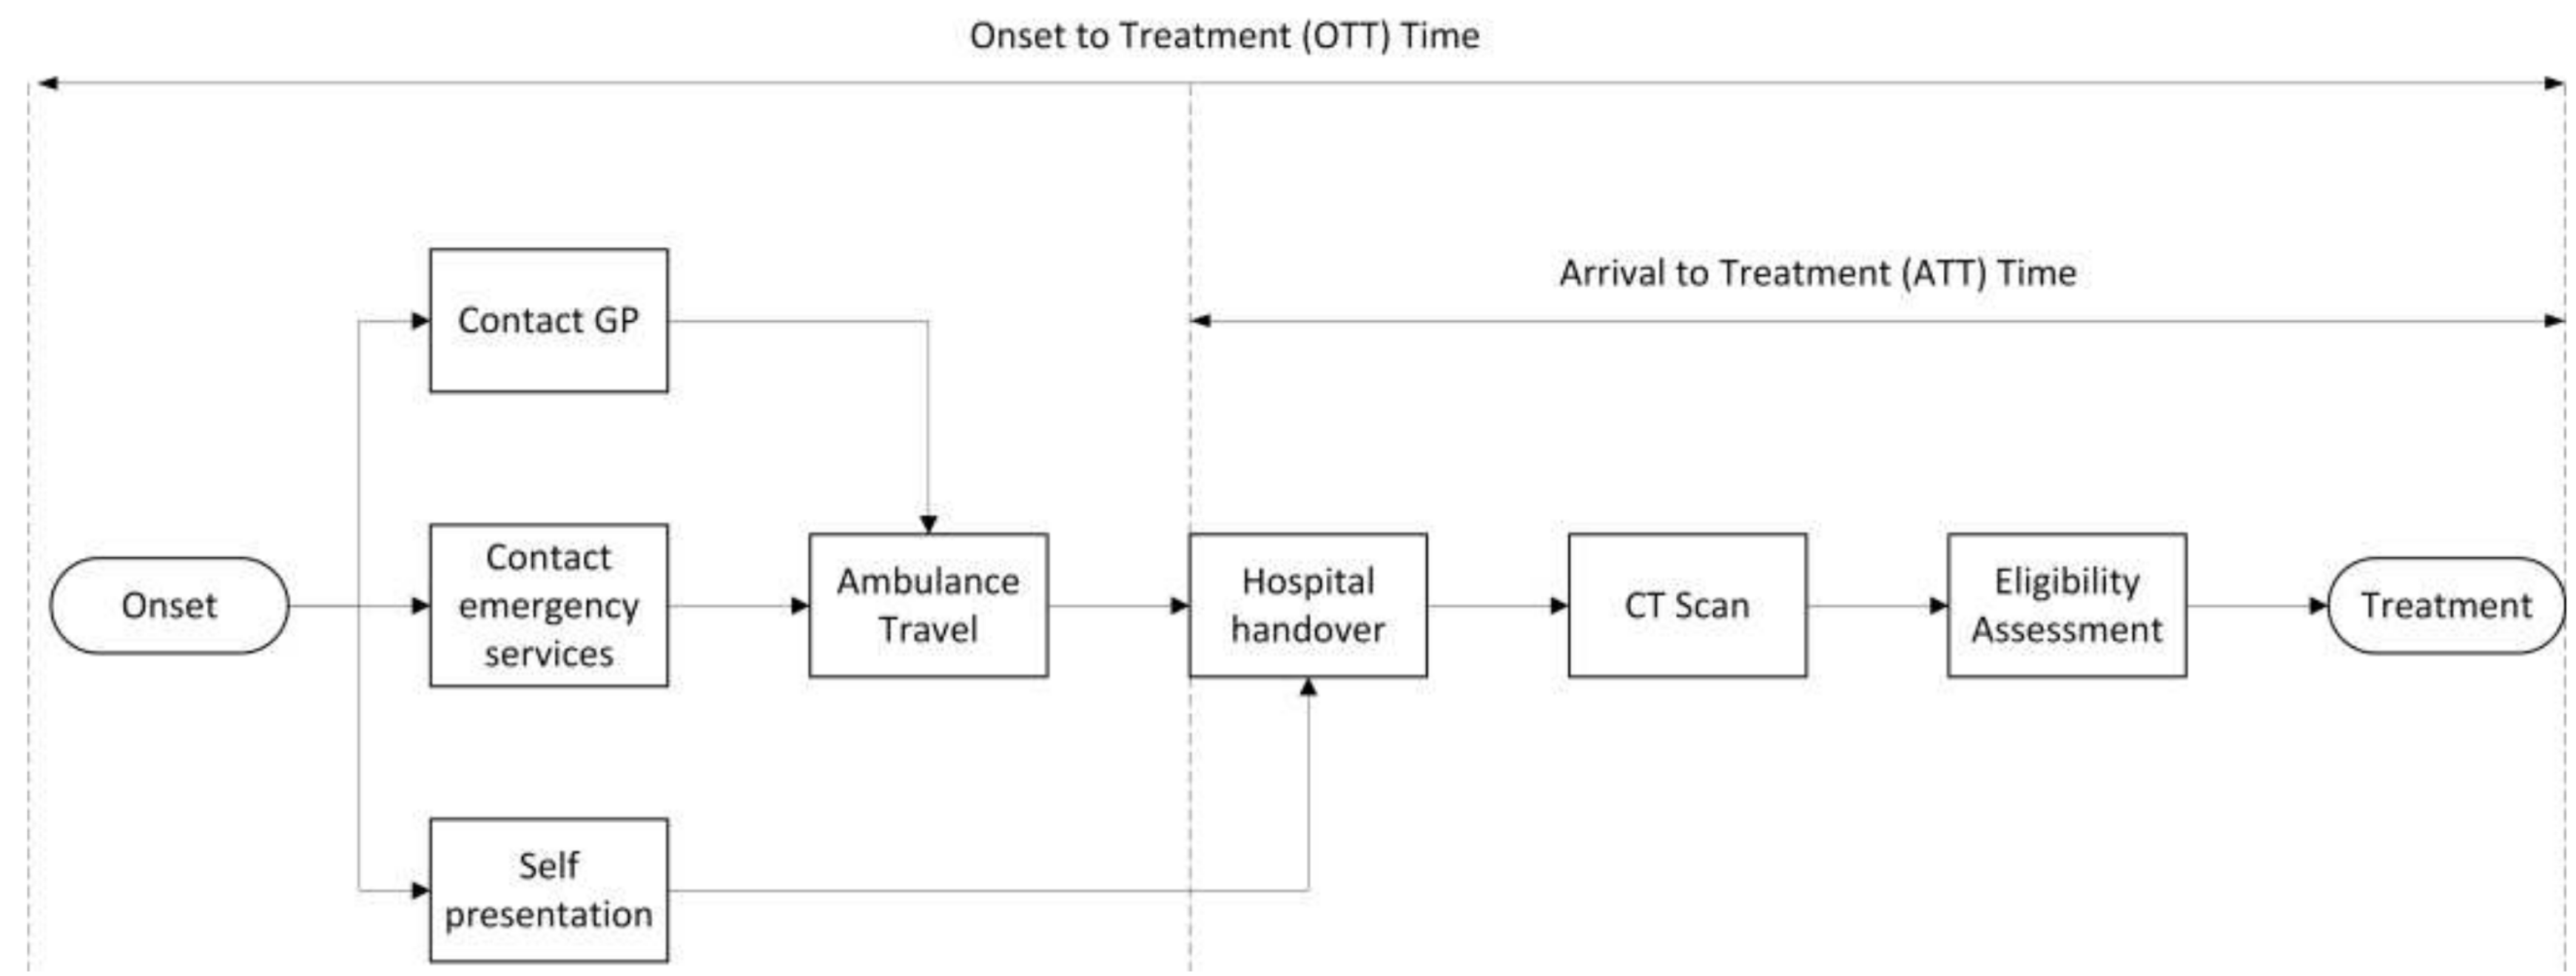 Onset to Treatment (OTT) Time
Arrival to Treatment (ATT) Time
Contact GP
Onset
Contact
emergency
services
Ambulance
Travel
Hospital
handover
CT Scan
Eligibility
Assessment
Treatment
Self
presentation